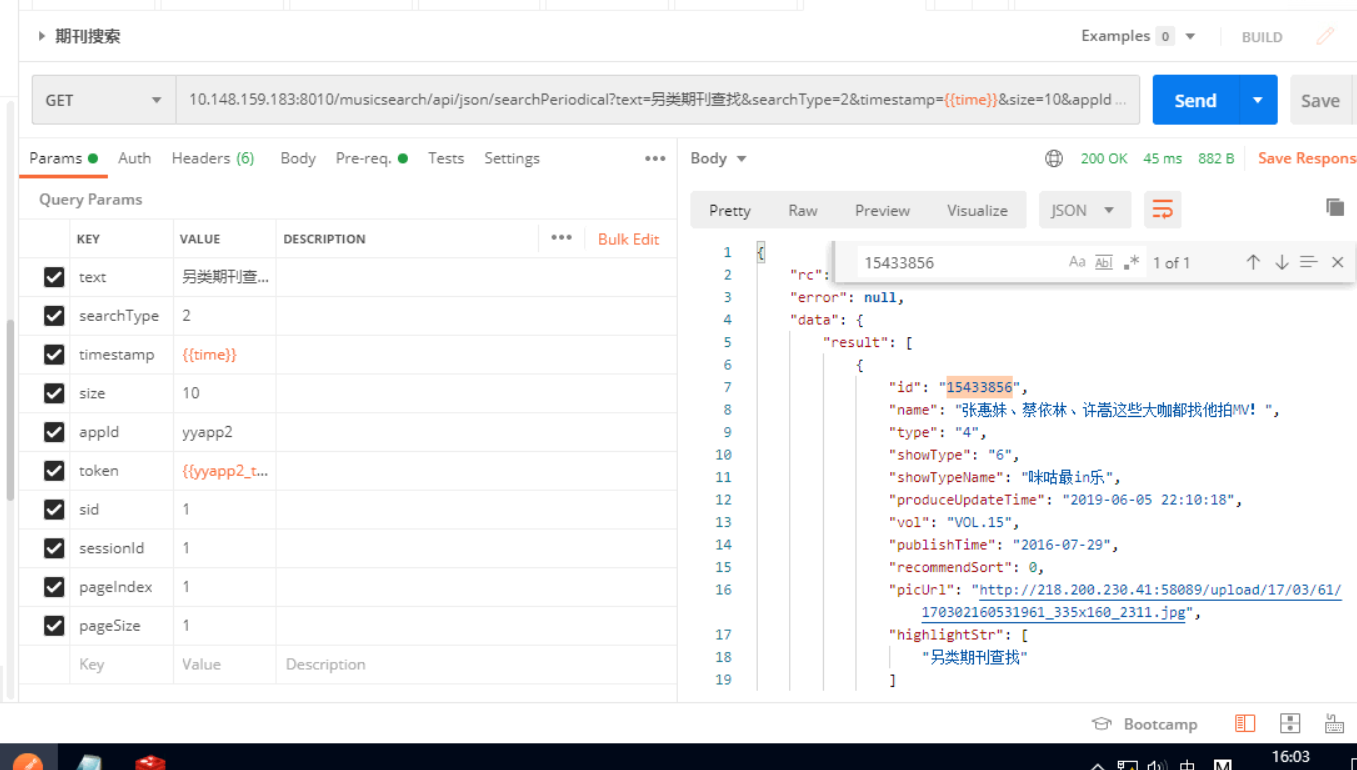 期刊搜索
Examples 0
BUILD
GET
10.148.159.183:8010/musicsearch/api/json/searchPeriodical?text=另类期刊查找&searchType=2&timestamp={{time}}&size=10&appId ...
Send
Save
Params
Auth
Headers (6)
Body
Pre-req.
Tests
Settings
Query Params
KEY VALUE DESCRIPTION ••• Bulk Edit
text 另类期刊查...
searchType 2
timestamp {{time}}
size 10
appId yyapp2
token {{yyapp2_t...
sid 1
sessionId 1
pageIndex 1
pageSize 1
Key Value Description
Body
200 OK 45 ms 882 B Save Respons
Pretty Raw Preview Visualize JSON
15433856 Aa Abl .* 1 of 1
1 {
2 "rc":
3 "error": null,
4 "data": {
5 "result": [
6 {
7 "id": "15433856",
8 "name": "张惠妹、蔡依林、许嵩这些大咖都找他拍MV！",
9 "type": "4",
10 "showType": "6",
11 "showTypeName": "咪咕最in乐",
12 "produceUpdateTime": "2019-06-05 22:10:18",
13 "vol": "VOL.15",
14 "publishTime": "2016-07-29",
15 "recommendSort": 0,
16 "picUrl": "http://218.200.230.41:58089/upload/17/03/61/
170302160531961_335x160_2311.jpg",
17 "highlightStr": [
18 "另类期刊查找"
19 ]
Bootcamp
中 M 16:03